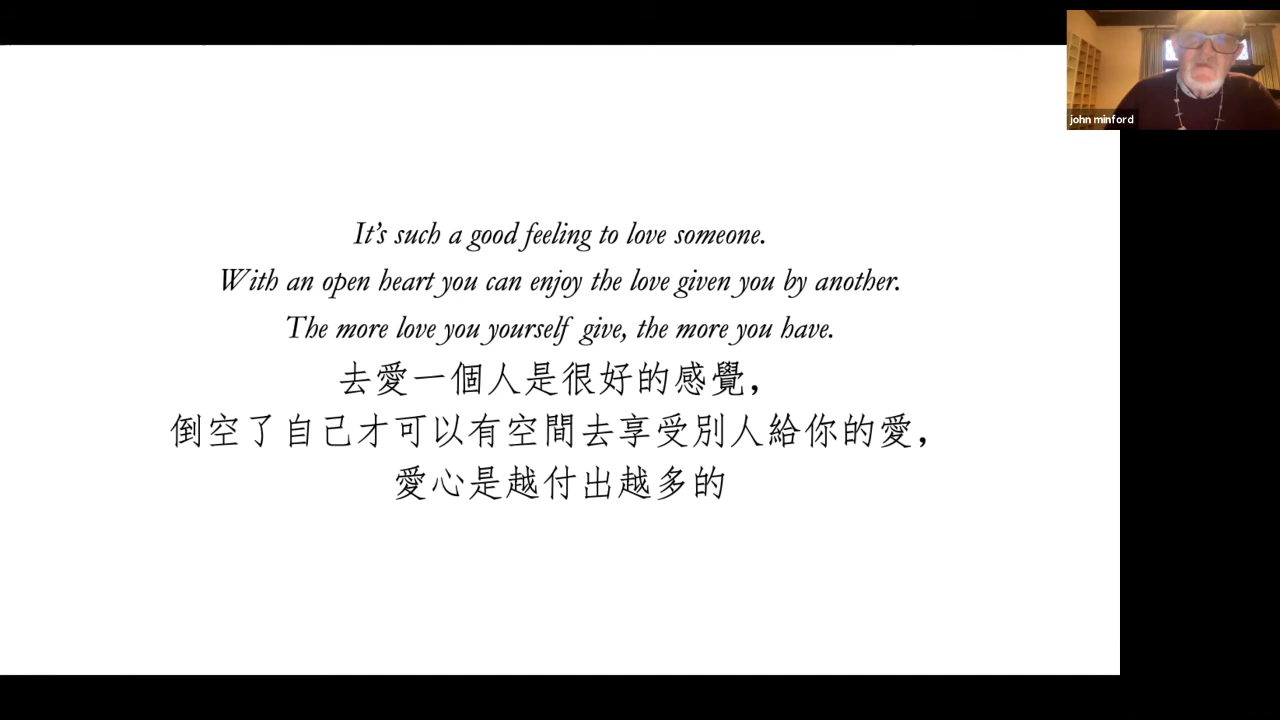 john minford
It's such a good feeling to love someone.
With an open heart you can enjoy the love given you by another.
The more love you yourself give, the more you have.
去愛一個人是很好的感覺，
倒空了自己才可以有空間去享受別人給你的愛，
愛心是越付出越多的